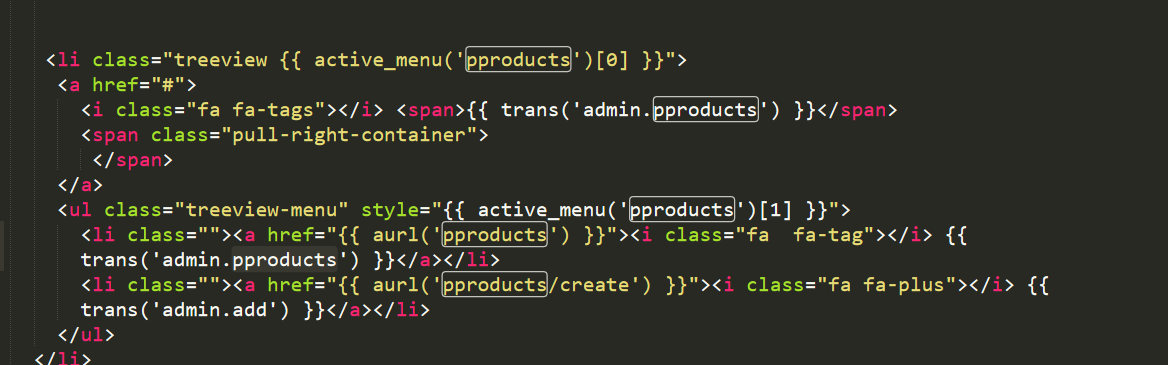 <li class="treeview {{ active_menu('pproducts')[0] }}">
<a href="#">
<i class="fa fa-tags"></i> <span>{{ trans('admin.pproducts') }}</span>
<span class="pull-right-container">
</span>
</a>
<ul class="treeview-menu" style="{{ active_menu('pproducts')[1] }}">
<li class=""><a href="{{ aurl('pproducts') }}"><i class="fa  fa-tag"></i> {{
trans('admin.pproducts') }}</a></li>
<li class=""><a href="{{ aurl('pproducts/create') }}"><i class="fa fa-plus"></i> {{
trans('admin.add') }}</a></li>
</ul>
</li>